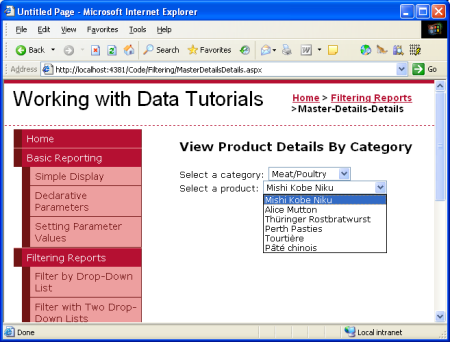 Untitled Page - Microsoft Internet Explorer
File Edit View Favorites Tools Help
Back Search Favorites
Address http://localhost:4381/Code/Filtering/MasterDetailsDetails.aspx Go
Working with Data Tutorials
Home > Filtering Reports
> Master-Details-Details
Home
Basic Reporting
Simple Display
Declarative
Parameters
Setting Parameter
Values
Filtering Reports
Filter by Drop-Down
List
Filter with Two Drop-
Down Lists
View Product Details By Category
Select a category: Meat/Poultry
Select a product: Mishi Kobe Niku
Mishi Kobe Niku
Alice Mutton
Thüringer Rostbratwurst
Perth Pasties
Tourtière
Pâté chinois
Done Local intranet